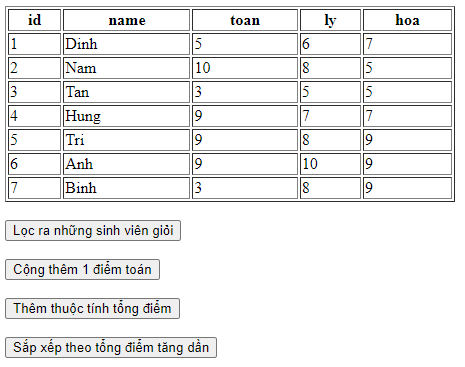 id name toan ly hoa
1 Dinh 5 6 7
2 Nam 10 8 5
3 Tan 3 5 5
4 Hung 9 7 7
5 Tri 9 8 9
6 Anh 9 10 9
7 Binh 3 8 9
Lọc ra những sinh viên giỏi
Cộng thêm 1 điểm toán
Thêm thuộc tính tổng điểm
Sắp xếp theo tổng điểm tăng dần